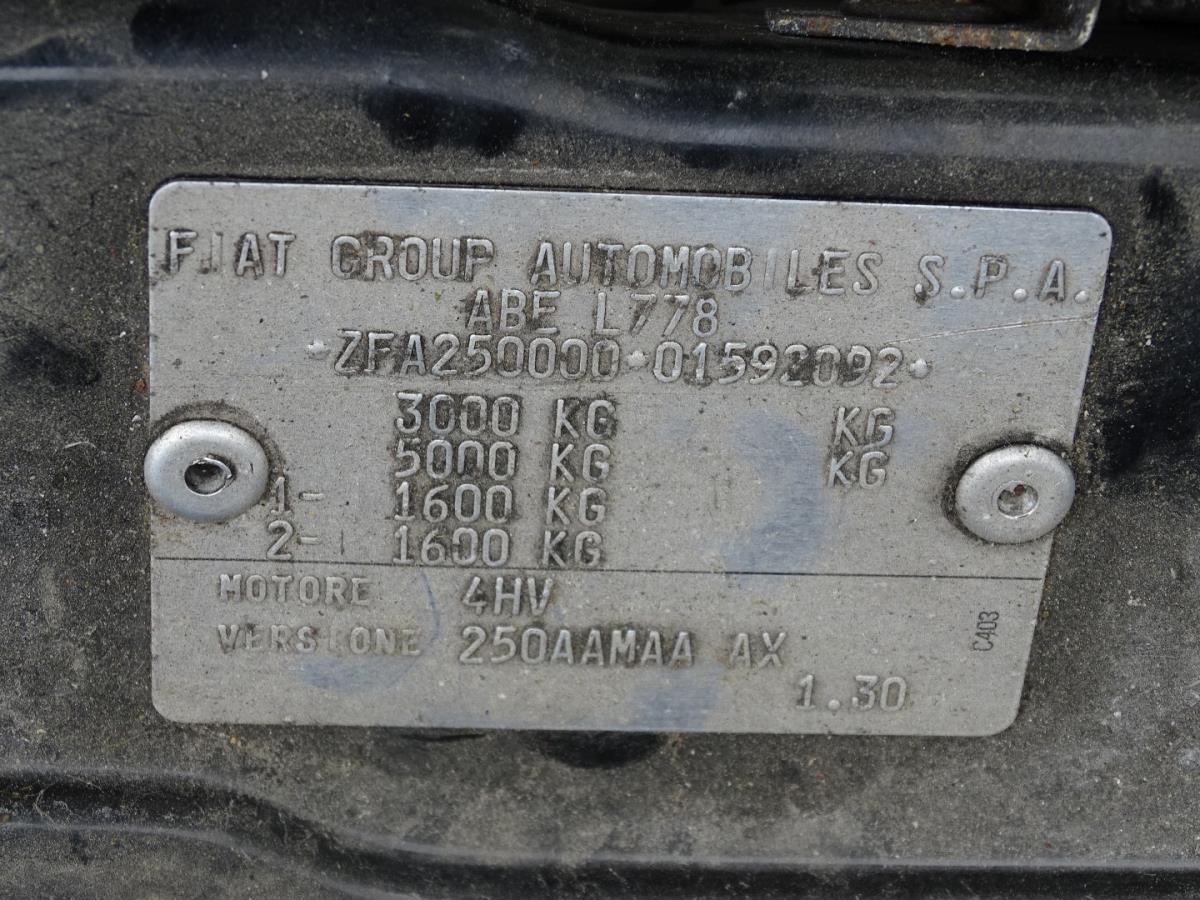 FIAT GROUP AUTOMOBILES S.P.A.
ABE L778
*ZFA250000*01592092*
3000 KG KG
5000 KG KG
1- 1600 KG
2- 1600 KG
MOTORE 4HV
VERSIONE 250AAMAA AX
1.30
C403